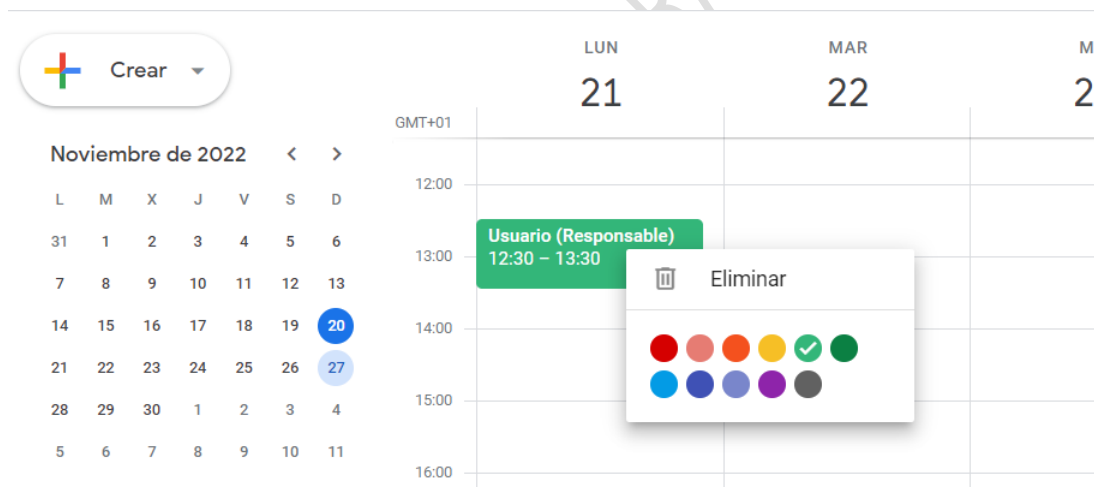 Crear
Noviembre de 2022
L M X J V S D
31 1 2 3 4 5 6
7 8 9 10 11 12 13
14 15 16 17 18 19 20
21 22 23 24 25 26 27
28 29 30 1 2 3 4
5 6 7 8 9 10 11
LUN MAR M
21 22 2
GMT+01
12:00
Usuario (Responsable)
13:00 12:30 – 13:30
Eliminar
14:00
15:00
16:00